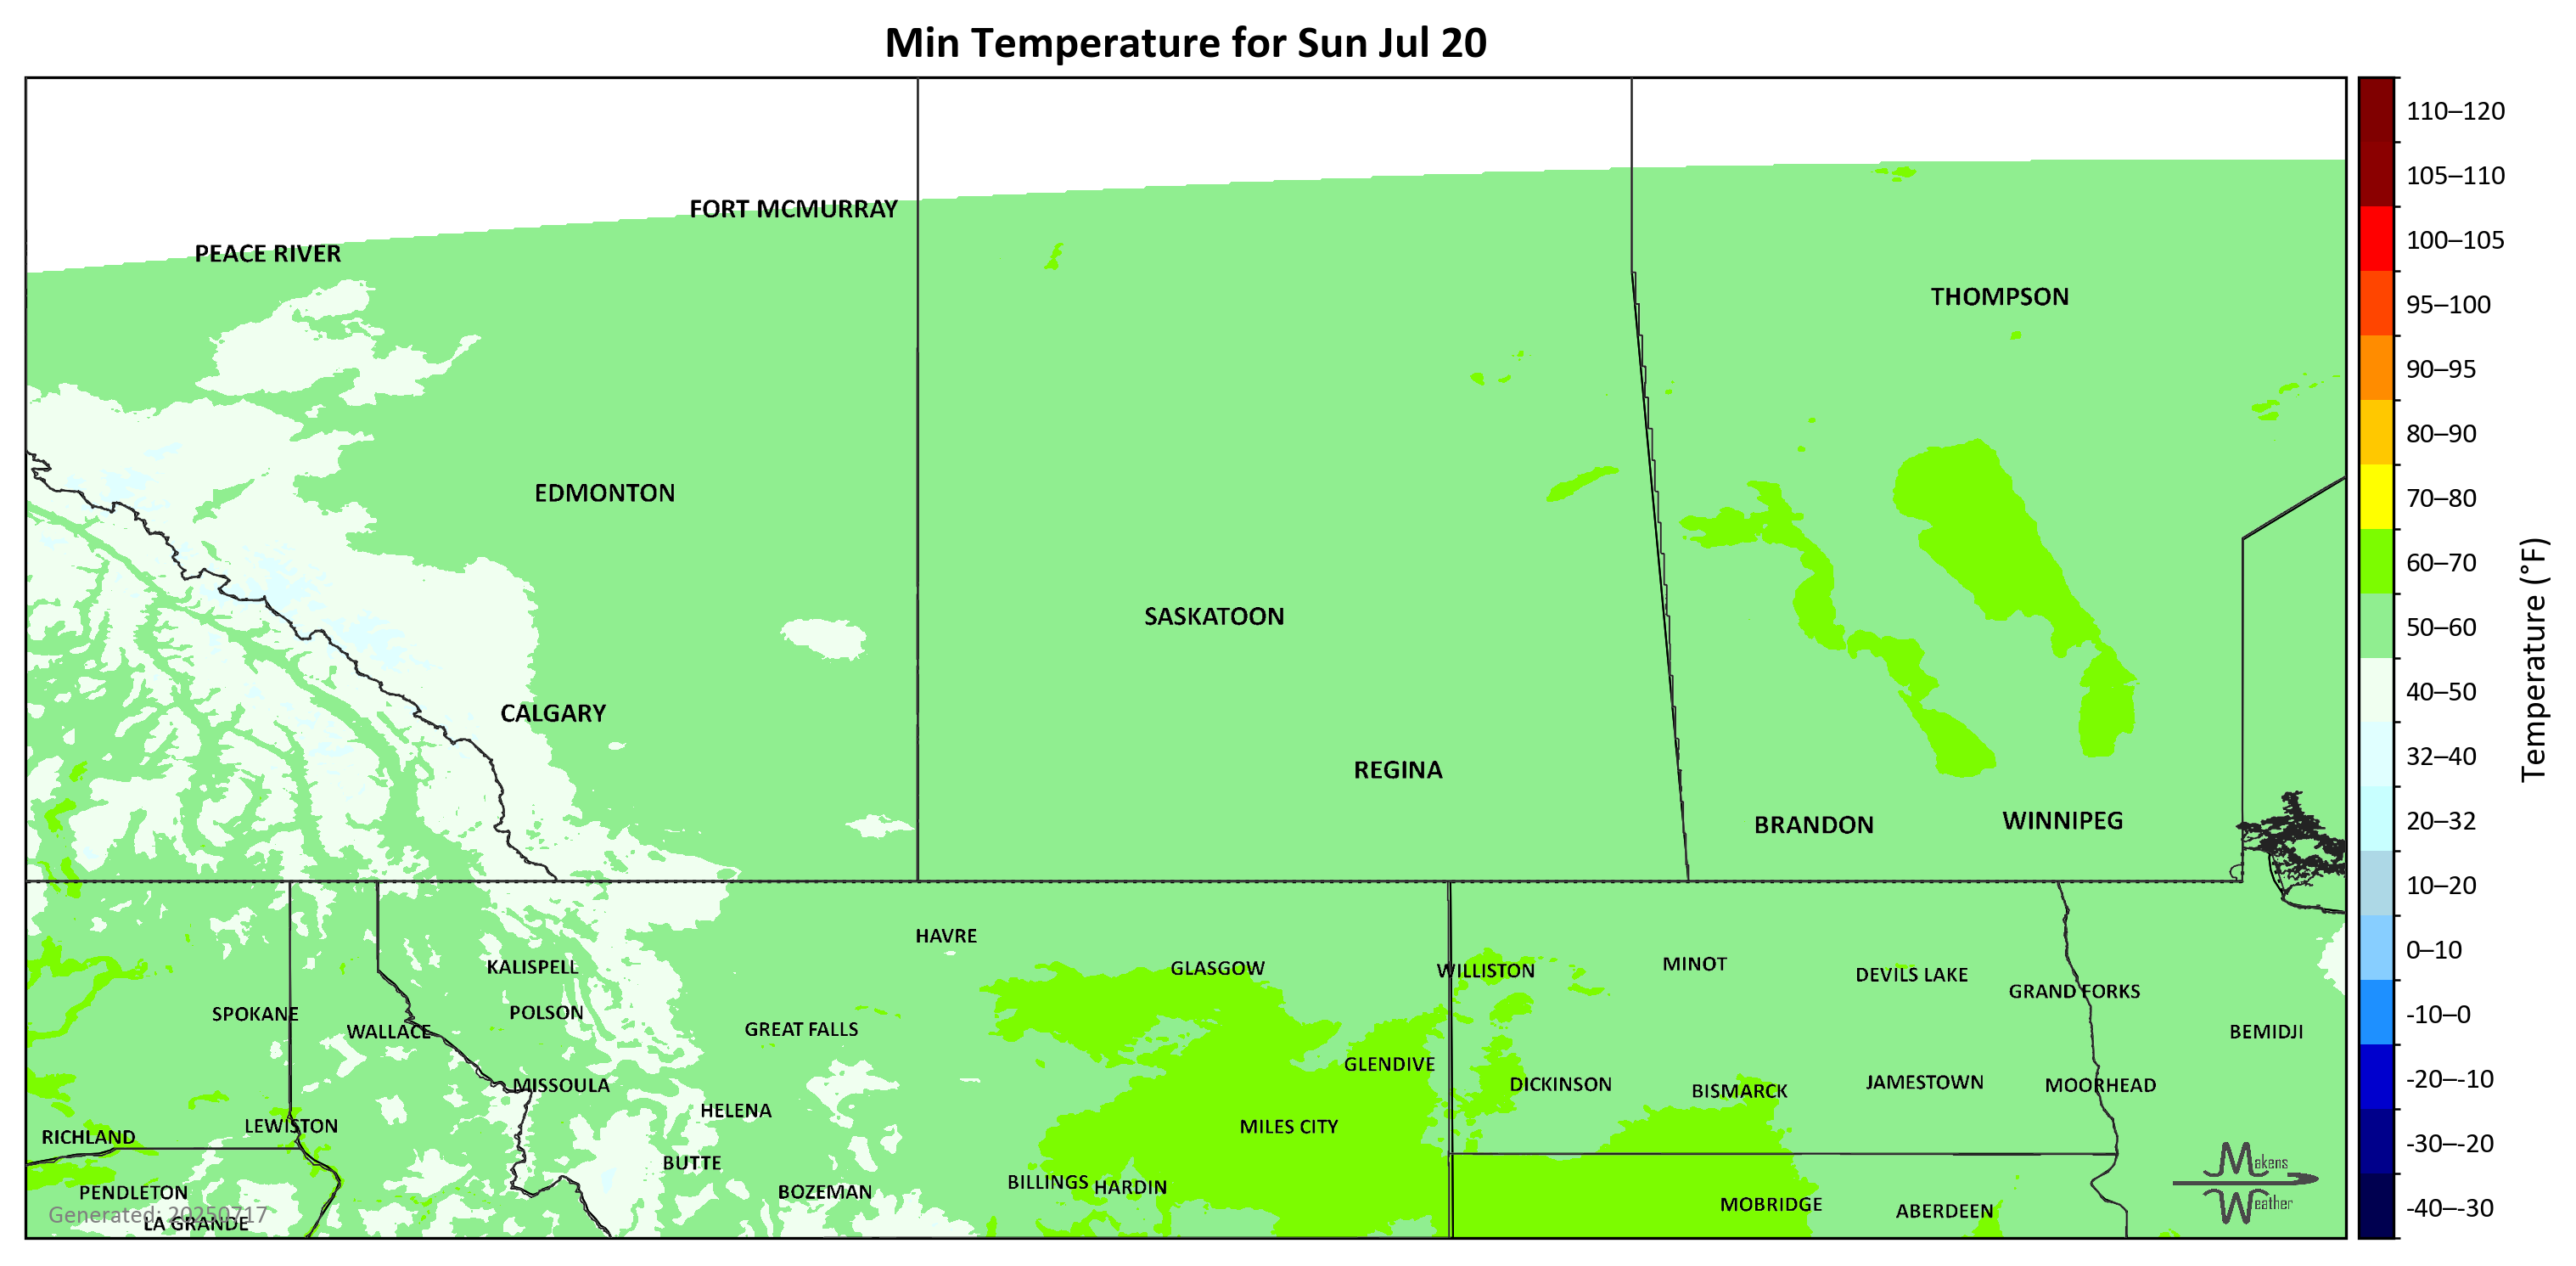 Min Temperature for Sun Jul 20
FORT MCMURRAY
PEACE RIVER
THOMPSON
EDMONTON
SASKATOON
CALGARY
REGINA
BRANDON
WINNIPEG
HAVRE
KALISPELL
GLASGOW
WILLISTON
MINOT
DEVILS LAKE
GRAND FORKS
SPOKANE
POLSON
WALLACE
GREAT FALLS
BEMIDJI
GLENDIVE
MISSOULA
DICKINSON
BISMARCK
JAMESTOWN
MOORHEAD
HELENA
LEWISTON
MILES CITY
RICHLAND
BUTTE
BILLINGS
HARDIN
PENDLETON
BOZEMAN
MOBRIDGE
ABERDEEN
Generated: 20250717
LA GRANDE
Makens
Weather
110–120
105–110
100–105
95–100
90–95
80–90
70–80
60–70
50–60
40–50
32–40
20–32
10–20
0–10
-10–0
-20–-10
-30–-20
-40–-30
Temperature (°F)